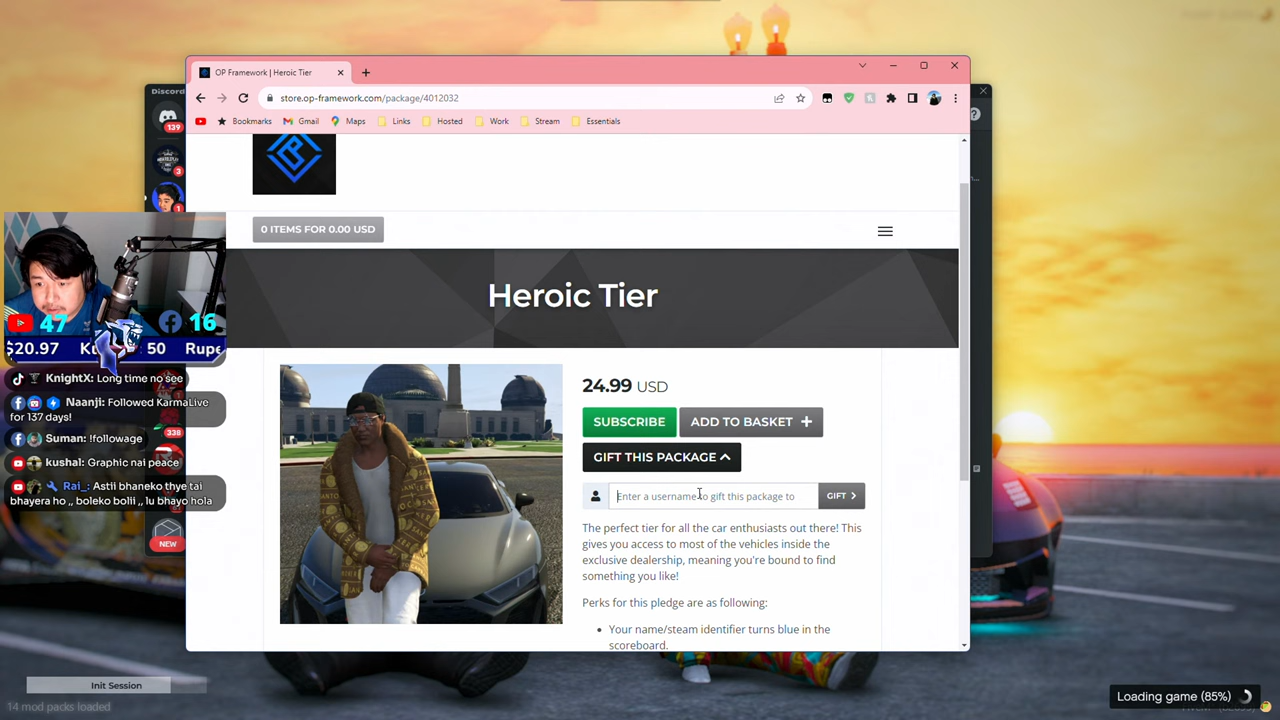 OP Framework | Heroic Tier
Discord
store.op-framework.com/package/4012032
139
Bookmarks
Gmail
Maps
Links
Hosted
Work
Stream
Essentials
3
1
0 ITEMS FOR 0.00 USD
Heroic Tier
47
16
$20.97
50
Rupe
KnightX: Long time no see
Naanji: Followed KarmaLive
for 137 days!
338
Suman: !followage
kushal: Graphic nai peace
Rai_: Astii bhaneko thye tai
bhayera ho ,, boleko bolii ,, lu bhayo hola
NEW
24.99 USD
SUBSCRIBE
ADD TO BASKET +
GIFT THIS PACKAGE
Enter a username to gift this package to
GIFT
The perfect tier for all the car enthusiasts out there! This
gives you access to most of the vehicles inside the
exclusive dealership, meaning you're bound to find
something you like!
Perks for this pledge are as following:
• Your name/steam identifier turns blue in the
scoreboard.
Init Session
14 mod packs loaded
Loading game (85%)